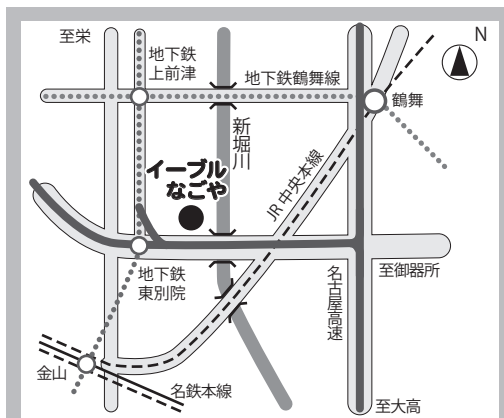 至栄
N
地下鉄
上前津
地下鉄鶴舞線
鶴舞
新堀川
イーブル
なごや
JR中央本線
地下鉄
東別院
名古屋高速
至御器所
金山
名鉄本線
至大高